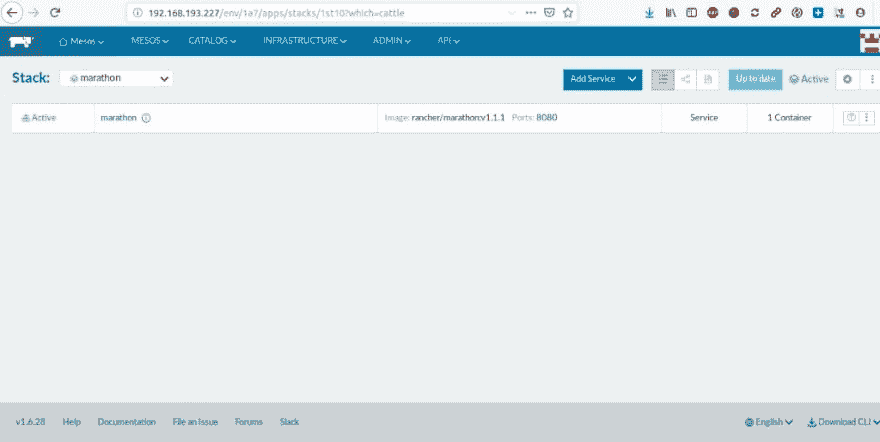 192.168.193.227/env/1a7/apps/stacks/1st10?which=cattle
Mesos MESOS CATALOG INFRASTRUCTURE ADMIN API
Stack: marathon Add Service Up to date Active
Active marathon Image: rancher/marathon:v1.1.1 Ports: 8080 Service 1 Container
v1.6.28 Help Documentation File an Issue Forums Slack English Download CLI